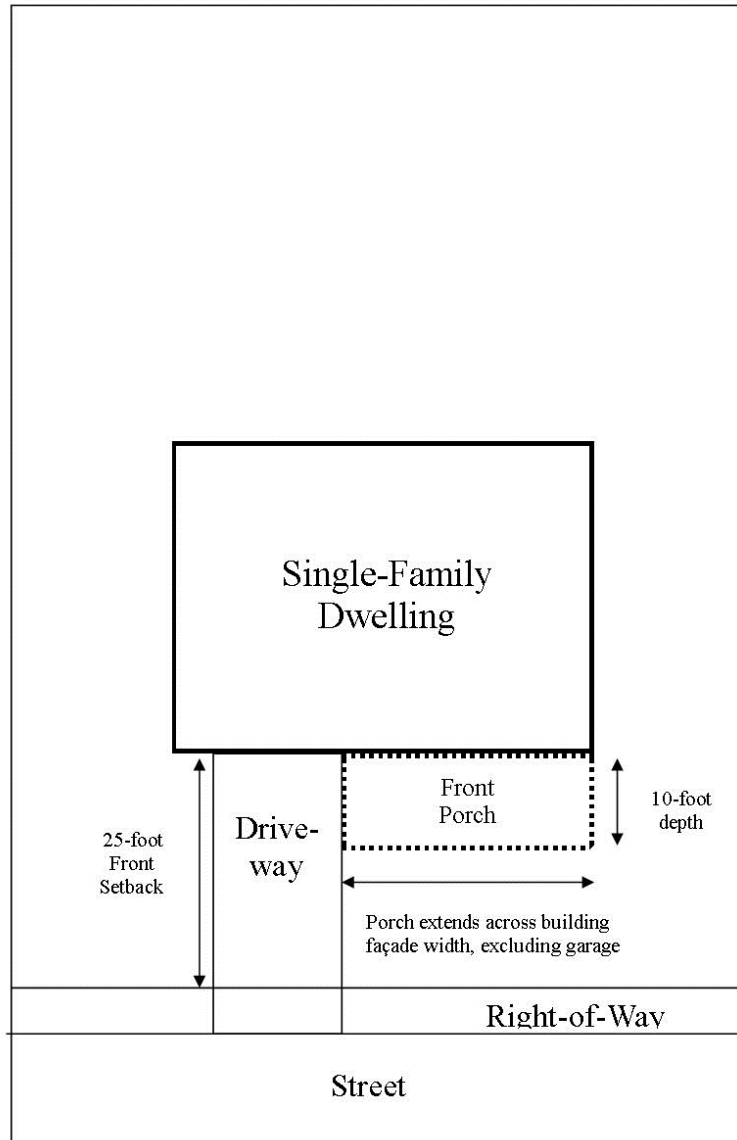 Single-Family
Dwelling
Front
Porch
10-foot
depth
Drive-
way
25-foot
Front
Setback
Porch extends across building
façade width, excluding garage
Right-of-Way
Street